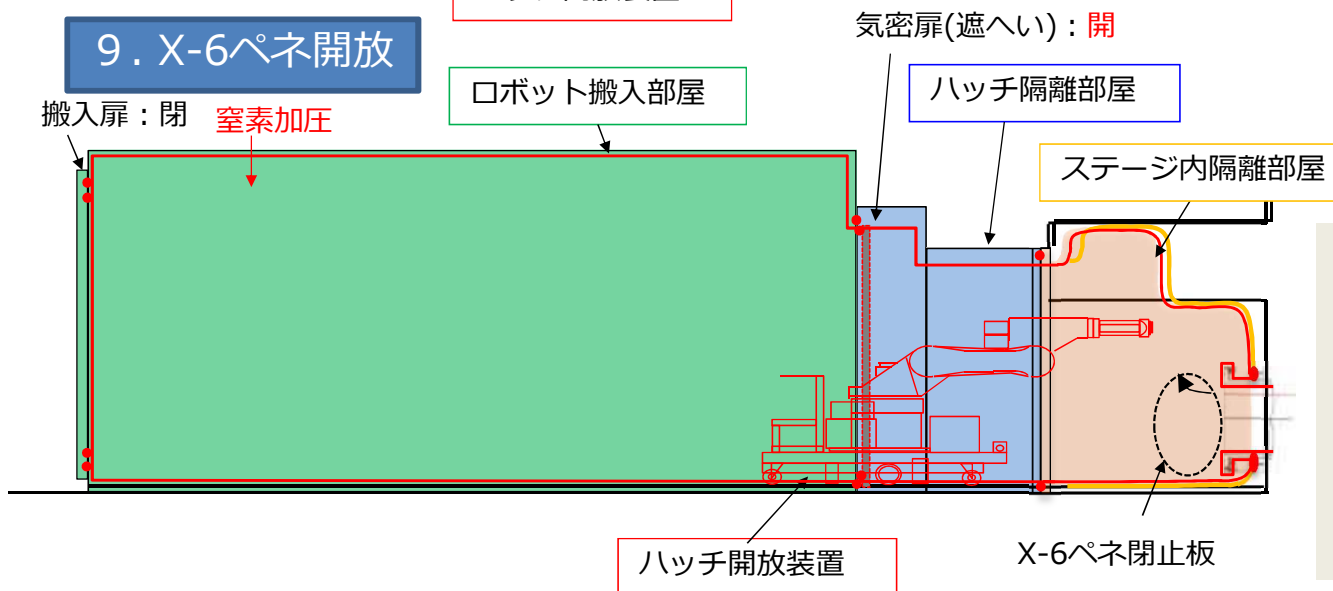 9．X-6ペネ開放
気密扉(遮へい)：開
搬入扉：閉
窒素加圧
ロボット搬入部屋
ハッチ隔離部屋
ステージ内隔離部屋
ハッチ開放装置
X-6ペネ閉止板